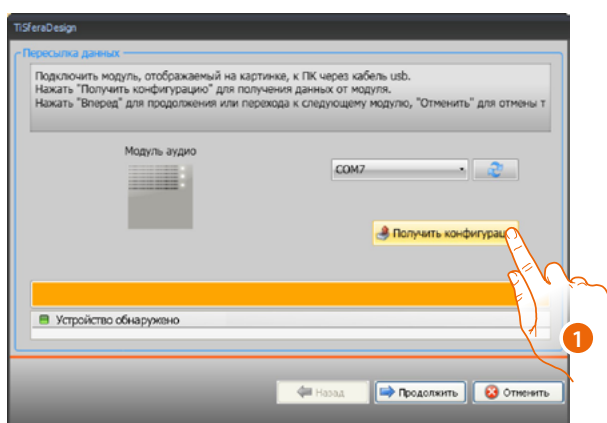 TiSferaDesign
Пересылка данных
Подключить модуль, отображаемый на картинке, к ПК через кабель usb.
Нажать "Получить конфигурацию" для получения данных от модуля.
Нажать "Вперед" для продолжения или перехода к следующему модулю, "Отменить" для отмены т
Модуль аудио
COM7
Получить конфигурац
Устройство обнаружено
1
Назад
Продолжить
Отменить